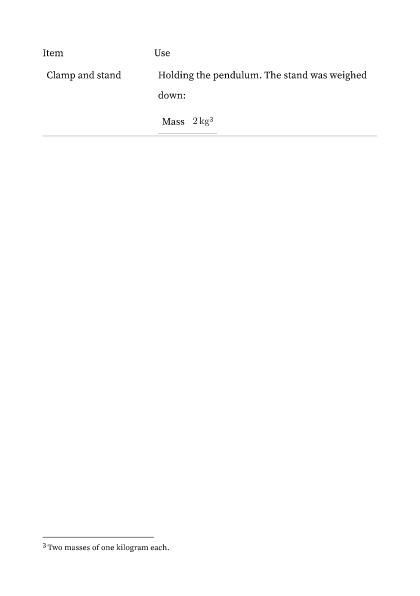 Item Use
Clamp and stand Holding the pendulum. The stand was weighed
down:
Mass 2 kg³
³ Two masses of one kilogram each.